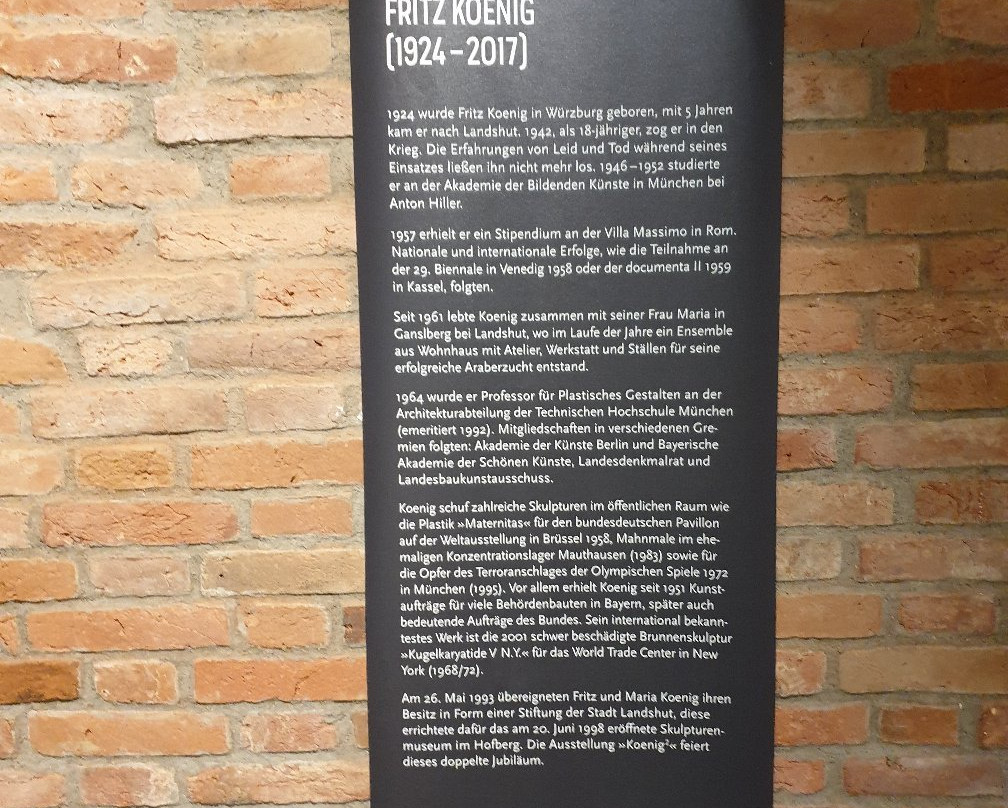 FRITZ KOENIG
(1924–2017)
1924 wurde Fritz Koenig in Würzburg geboren, mit 5 Jahren
kam er nach Landshut. 1942, als 18-jähriger, zog er in den
Krieg. Die Erfahrungen von Leid und Tod während seines
Einsatzes ließen ihn nicht mehr los. 1946–1952 studierte
er an der Akademie der Bildenden Künste in München bei
Anton Hiller.
1957 erhielt er ein Stipendium an der Villa Massimo in Rom.
Nationale und internationale Erfolge, wie die Teilnahme an
der 29. Biennale in Venedig 1958 oder der documenta II 1959
in Kassel, folgten.
Seit 1961 lebte Koenig zusammen mit seiner Frau Maria in
Ganslberg bei Landshut, wo im Laufe der Jahre ein Ensemble
aus Wohnhaus mit Atelier, Werkstatt und Ställen für seine
erfolgreiche Araberzucht entstand.
1964 wurde er Professor für Plastisches Gestalten an der
Architekturabteilung der Technischen Hochschule München
(emeritiert 1992). Mitgliedschaften in verschiedenen Gre-
mien folgten: Akademie der Künste Berlin und Bayerische
Akademie der Schönen Künste, Landesdenkmalrat und
Landesbaukunstausschuss.
Koenig schuf zahlreiche Skulpturen im öffentlichen Raum wie
die Plastik »Maternitas« für den bundesdeutschen Pavillon
auf der Weltausstellung in Brüssel 1958, Mahnmale im ehe-
maligen Konzentrationslager Mauthausen (1983) sowie für
die Opfer des Terroranschlages der Olympischen Spiele 1972
in München (1995). Vor allem erhielt Koenig seit 1951 Kunst-
aufträge für viele Behördenbauten in Bayern, später auch
bedeutende Aufträge des Bundes. Sein international bekann-
testes Werk ist die 2001 schwer beschädigte Brunnenskulptur
»Kugelkaryatide V N.Y.« für das World Trade Center in New
York (1968/72).
Am 26. Mai 1993 übereigneten Fritz und Maria Koenig ihren
Besitz in Form einer Stiftung der Stadt Landshut, diese
errichtete dafür das am 20. Juni 1998 eröffnete Skulpturen-
museum im Hofberg. Die Ausstellung »Koenig²« feiert
dieses doppelte Jubiläum.